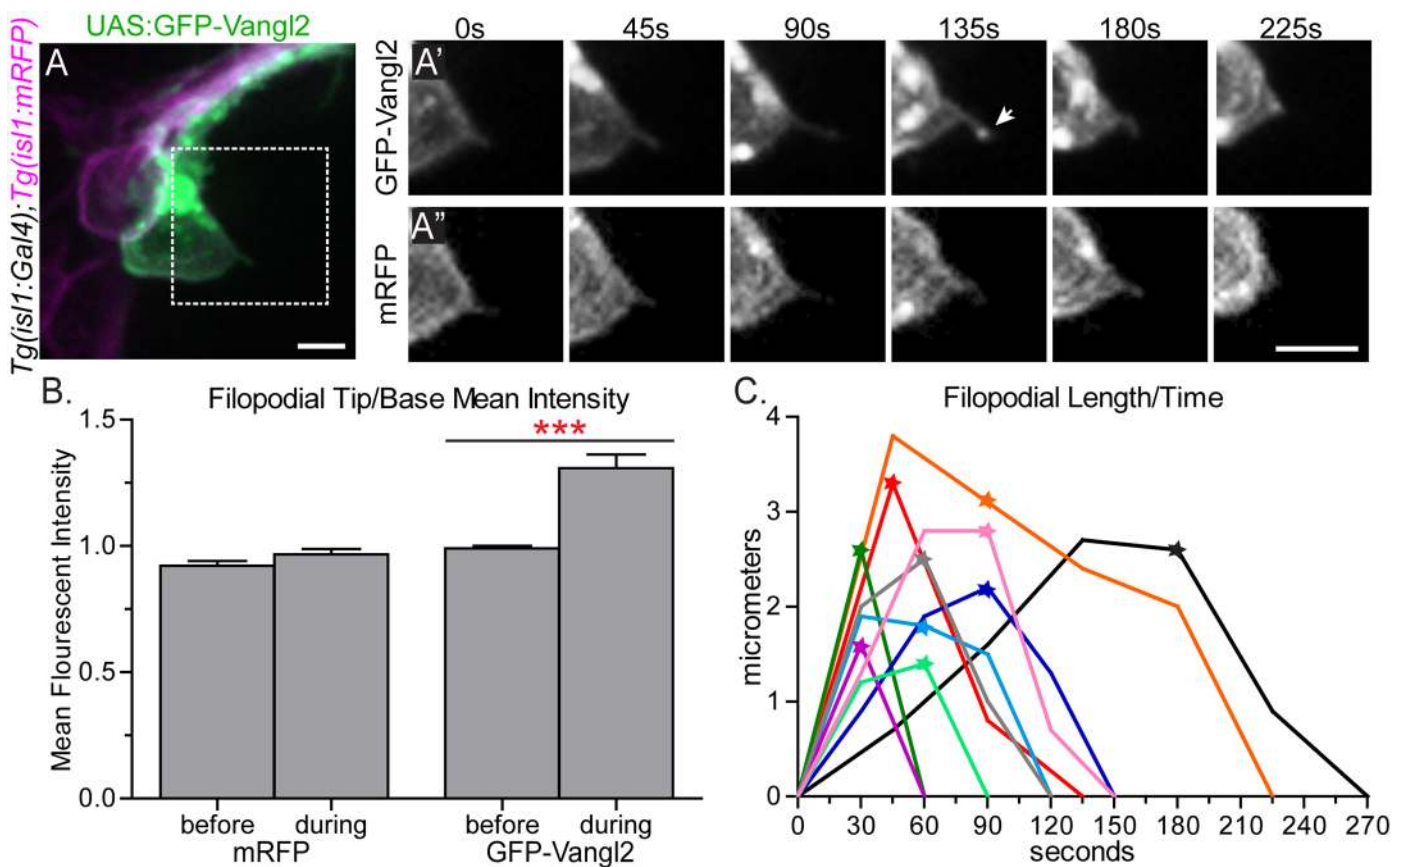 UAS:GFP-Vangl2
Tg(isl1:Gal4);Tg(isl1:mRFP)
A
0s 45s 90s 135s 180s 225s
A'
GFP-Vangl2
A"
mRFP
B.
Filopodial Tip/Base Mean Intensity
Mean Flourescent Intensity
1.5
1.0
0.5
0.0
***
before during before during
mRFP GFP-Vangl2
C.
Filopodial Length/Time
micrometers
4
3
2
1
0
0 30 60 90 120 150 180 210 240 270
seconds